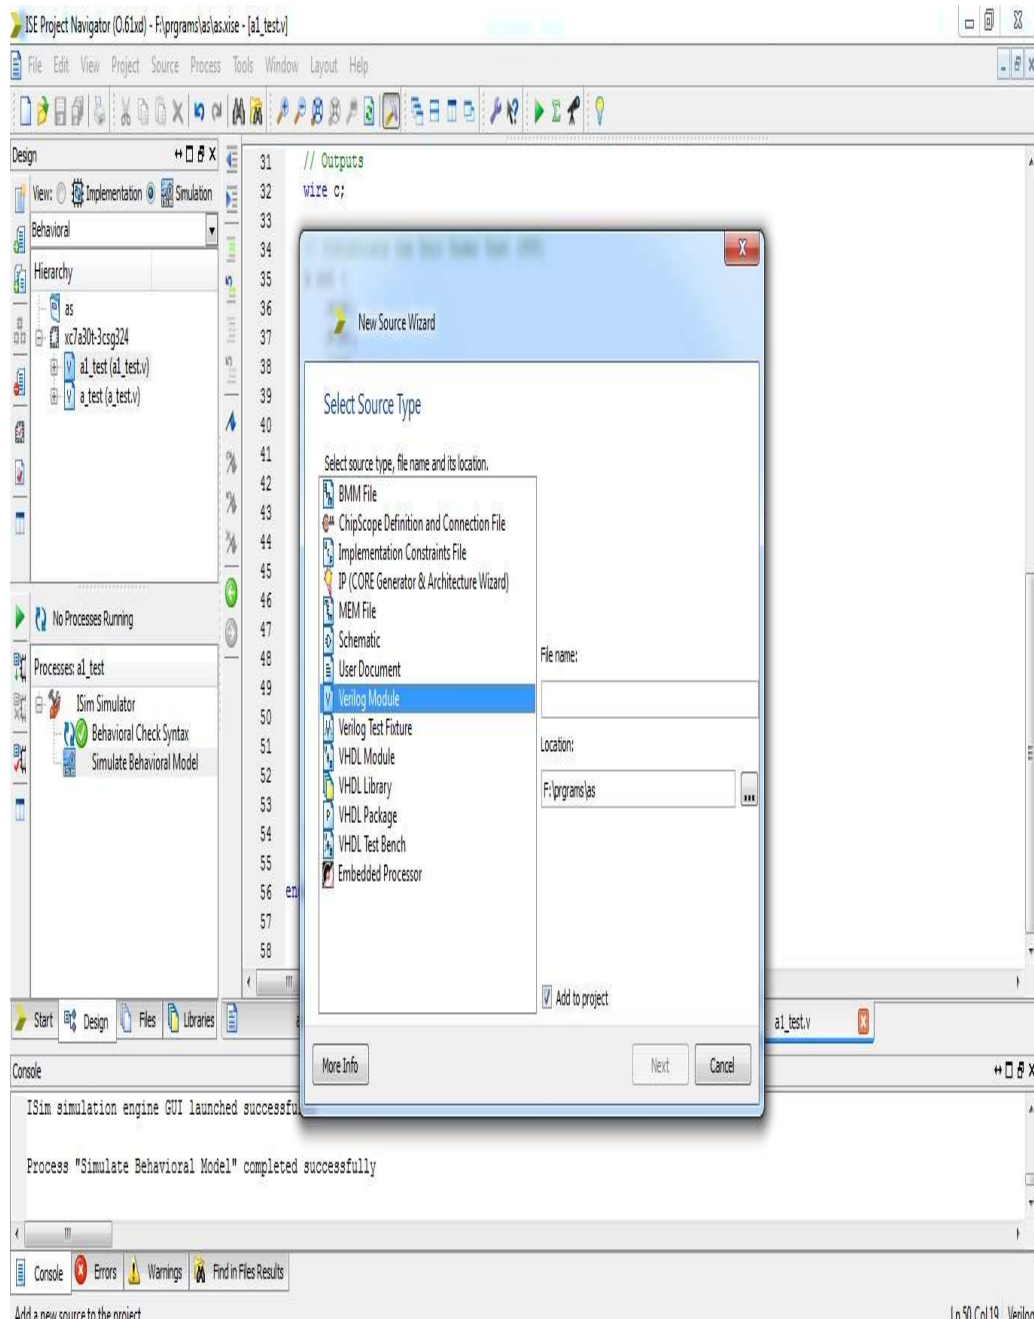 ISE Project Navigator (O.61xd) - F:\prgrams\as\as.xise - [a1_test.v]
File Edit View Project Source Process Tools Window Layout Help
Design
View: Implementation Simulation
Behavioral
Hierarchy
as
xc7a30t-3csg324
a1_test (a1_test.v)
a_test (a_test.v)
No Processes Running
Processes: a1_test
ISim Simulator
Behavioral Check Syntax
Simulate Behavioral Model
Start Design Files Libraries
31 // Outputs
32 wire c;
33
34
35
36
37
38
39
40
41
42
43
44
45
46
47
48
49
50
51
52
53
54
55
56 en
57
58
New Source Wizard
Select Source Type
Select source type, file name and its location.
BMM File
ChipScope Definition and Connection File
Implementation Constraints File
IP (CORE Generator & Architecture Wizard)
MEM File
Schematic
User Document
Verilog Module
Verilog Test Fixture
VHDL Module
VHDL Library
VHDL Package
VHDL Test Bench
Embedded Processor
File name:
Location:
F:\prgrams\as
...
Add to project
More Info Next Cancel
a1_test.v
Console
ISim simulation engine GUI launched successfu
Process "Simulate Behavioral Model" completed successfully
Console Errors Warnings Find in Files Results
Add a new source to the project
Ln 50 Col 19 Verilog